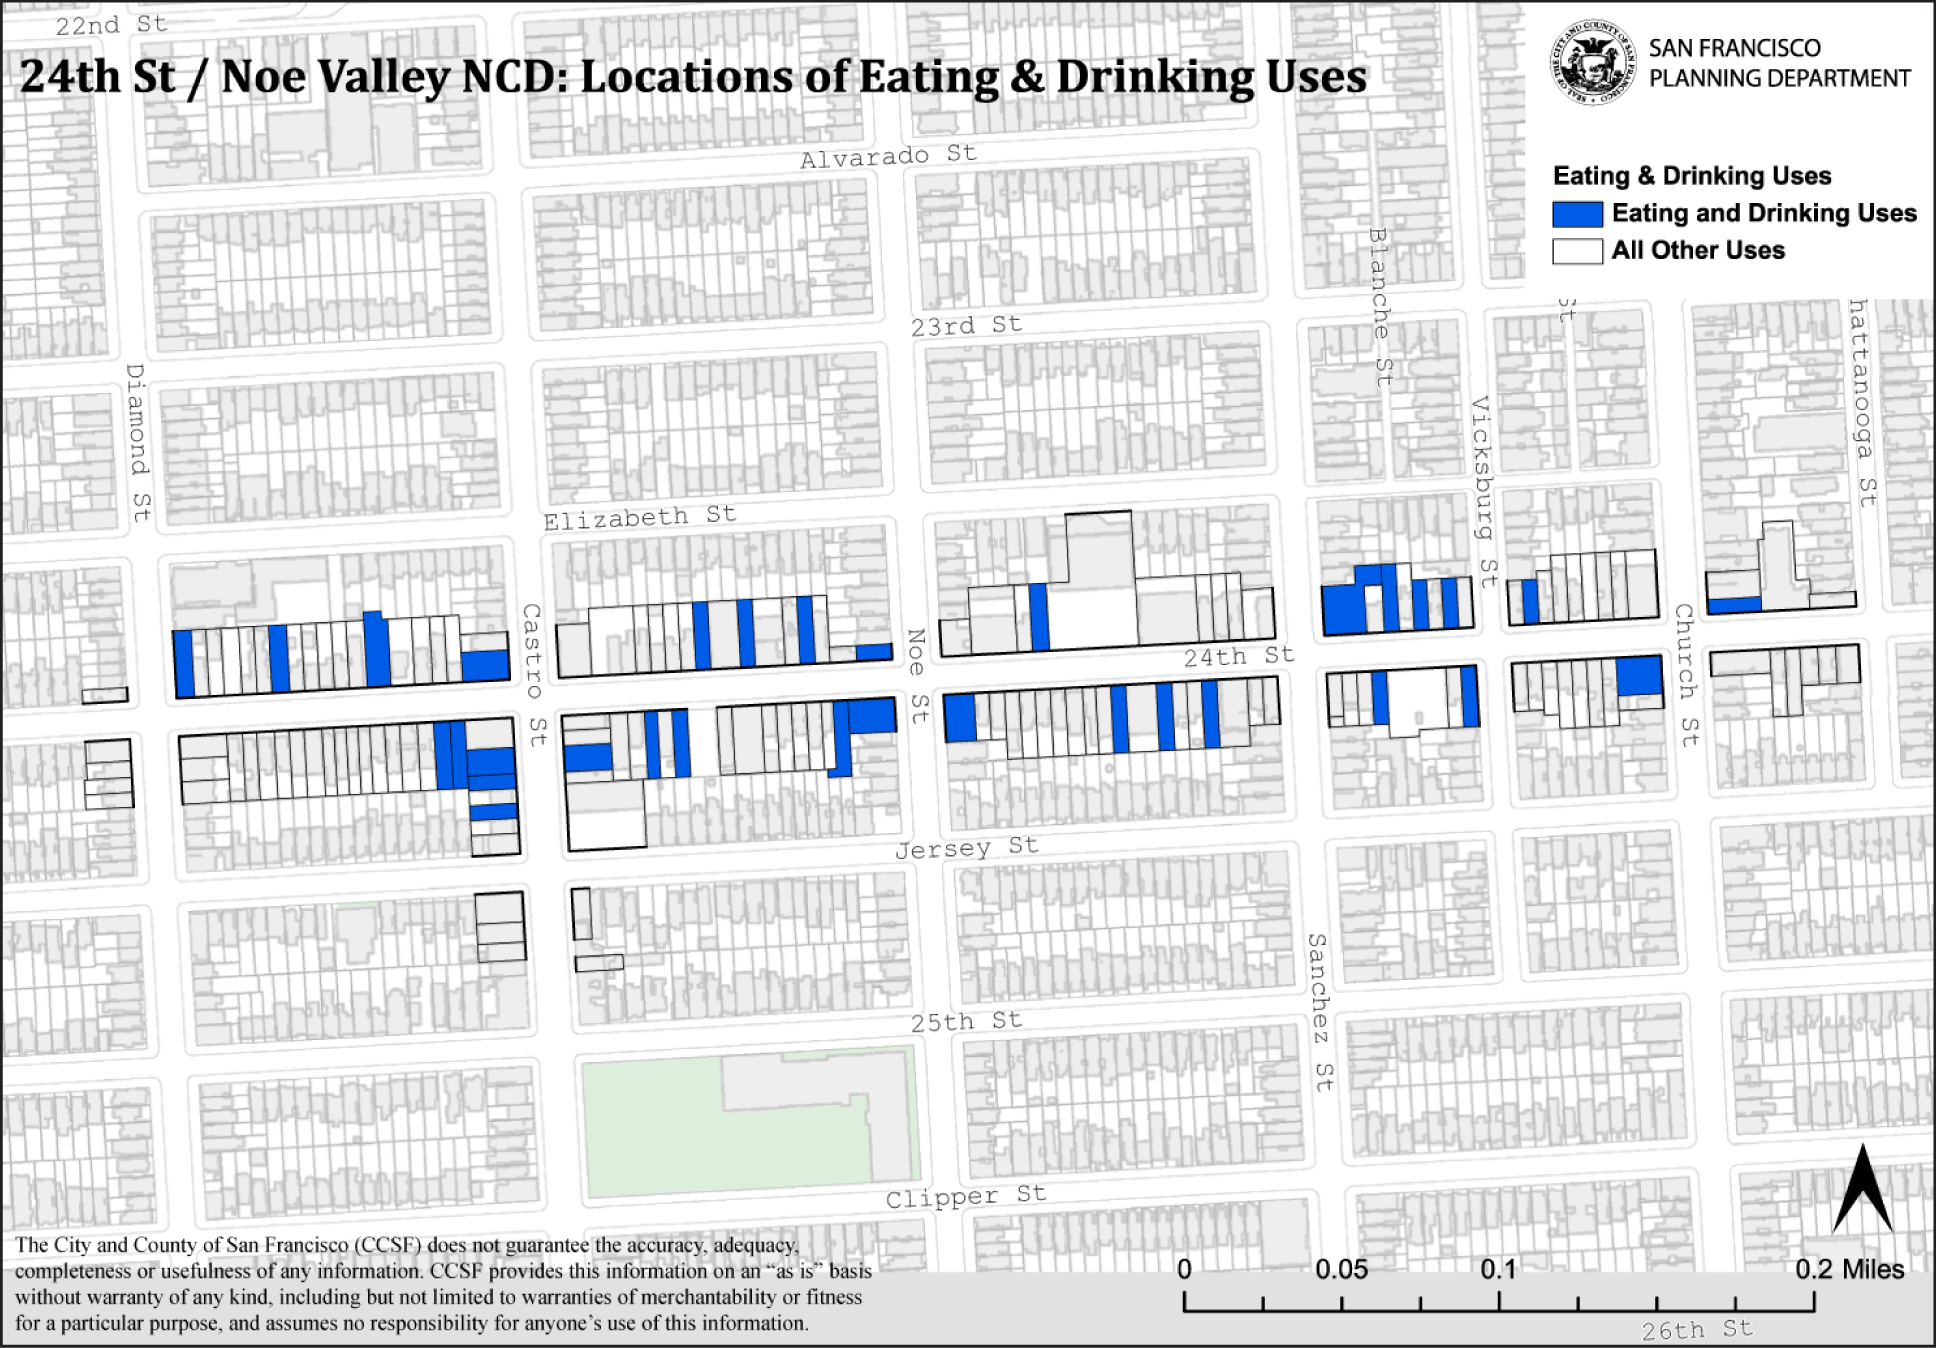 22nd St
24th St / Noe Valley NCD: Locations of Eating & Drinking Uses
SAN FRANCISCO
PLANNING DEPARTMENT
Eating & Drinking Uses
Eating and Drinking Uses
All Other Uses
Alvarado St
Blanche St
St
hattanooga St
23rd St
Diamond St
Vicksburg St
Elizabeth St
Castro St
Noe St
24th St
Church St
Jersey St
Sanchez St
25th St
Clipper St
The City and County of San Francisco (CCSF) does not guarantee the accuracy, adequacy,
completeness or usefulness of any information. CCSF provides this information on an “as is” basis
without warranty of any kind, including but not limited to warranties of merchantability or fitness
for a particular purpose, and assumes no responsibility for anyone’s use of this information.
0 0.05 0.1 0.2 Miles
26th St